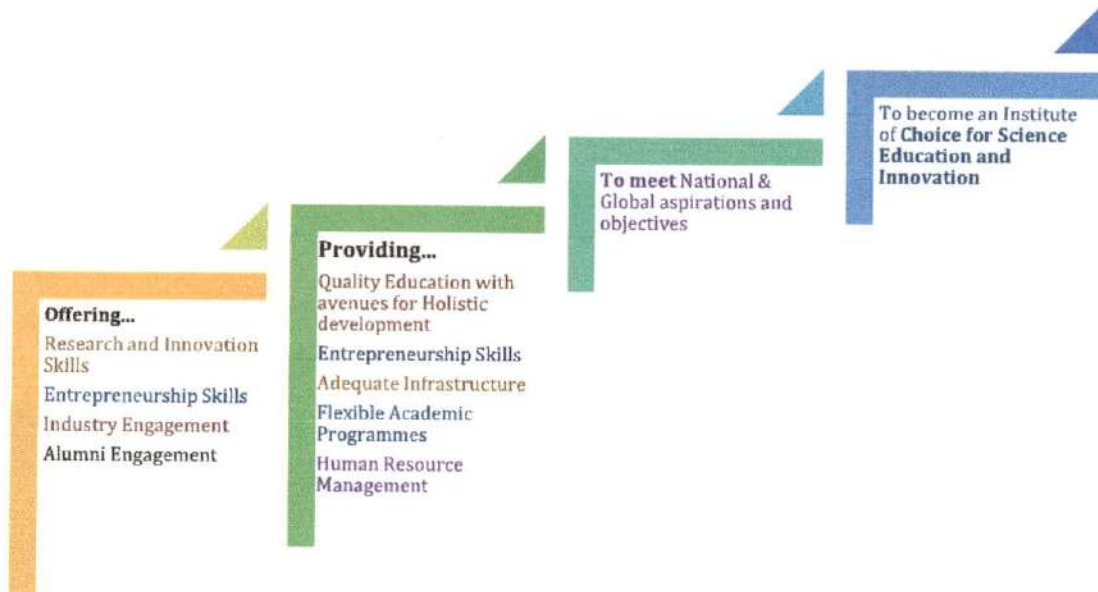 Offering...
Research and Innovation
Skills
Entrepreneurship Skills
Industry Engagement
Alumni Engagement
Providing...
Quality Education with
avenues for Holistic
development
Entrepreneurship Skills
Adequate Infrastructure
Flexible Academic
Programmes
Human Resource
Management
To meet National &
Global aspirations and
objectives
To become an Institute
of Choice for Science
Education and
Innovation